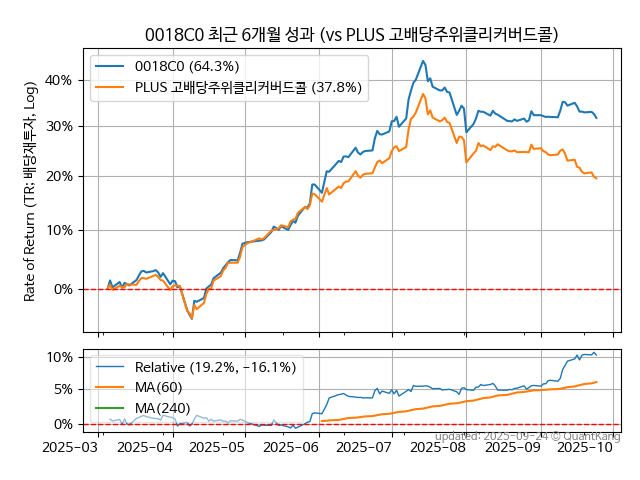 0018C0 최근 6개월 성과 (vs PLUS 고배당주위클리커버드콜)
Rate of Return (TR: 배당재투자, Log)
0018C0 (64.3%)
PLUS 고배당주위클리커버드콜 (37.8%)
40%
30%
20%
10%
0%
Relative (19.2%, −16.1%)
MA(60)
MA(240)
10%
5%
0%
2025−03 2025−04 2025−05 2025−06 2025−07 2025−08 2025−09 2025−10
updated: 2025−09−24 © QuantKang